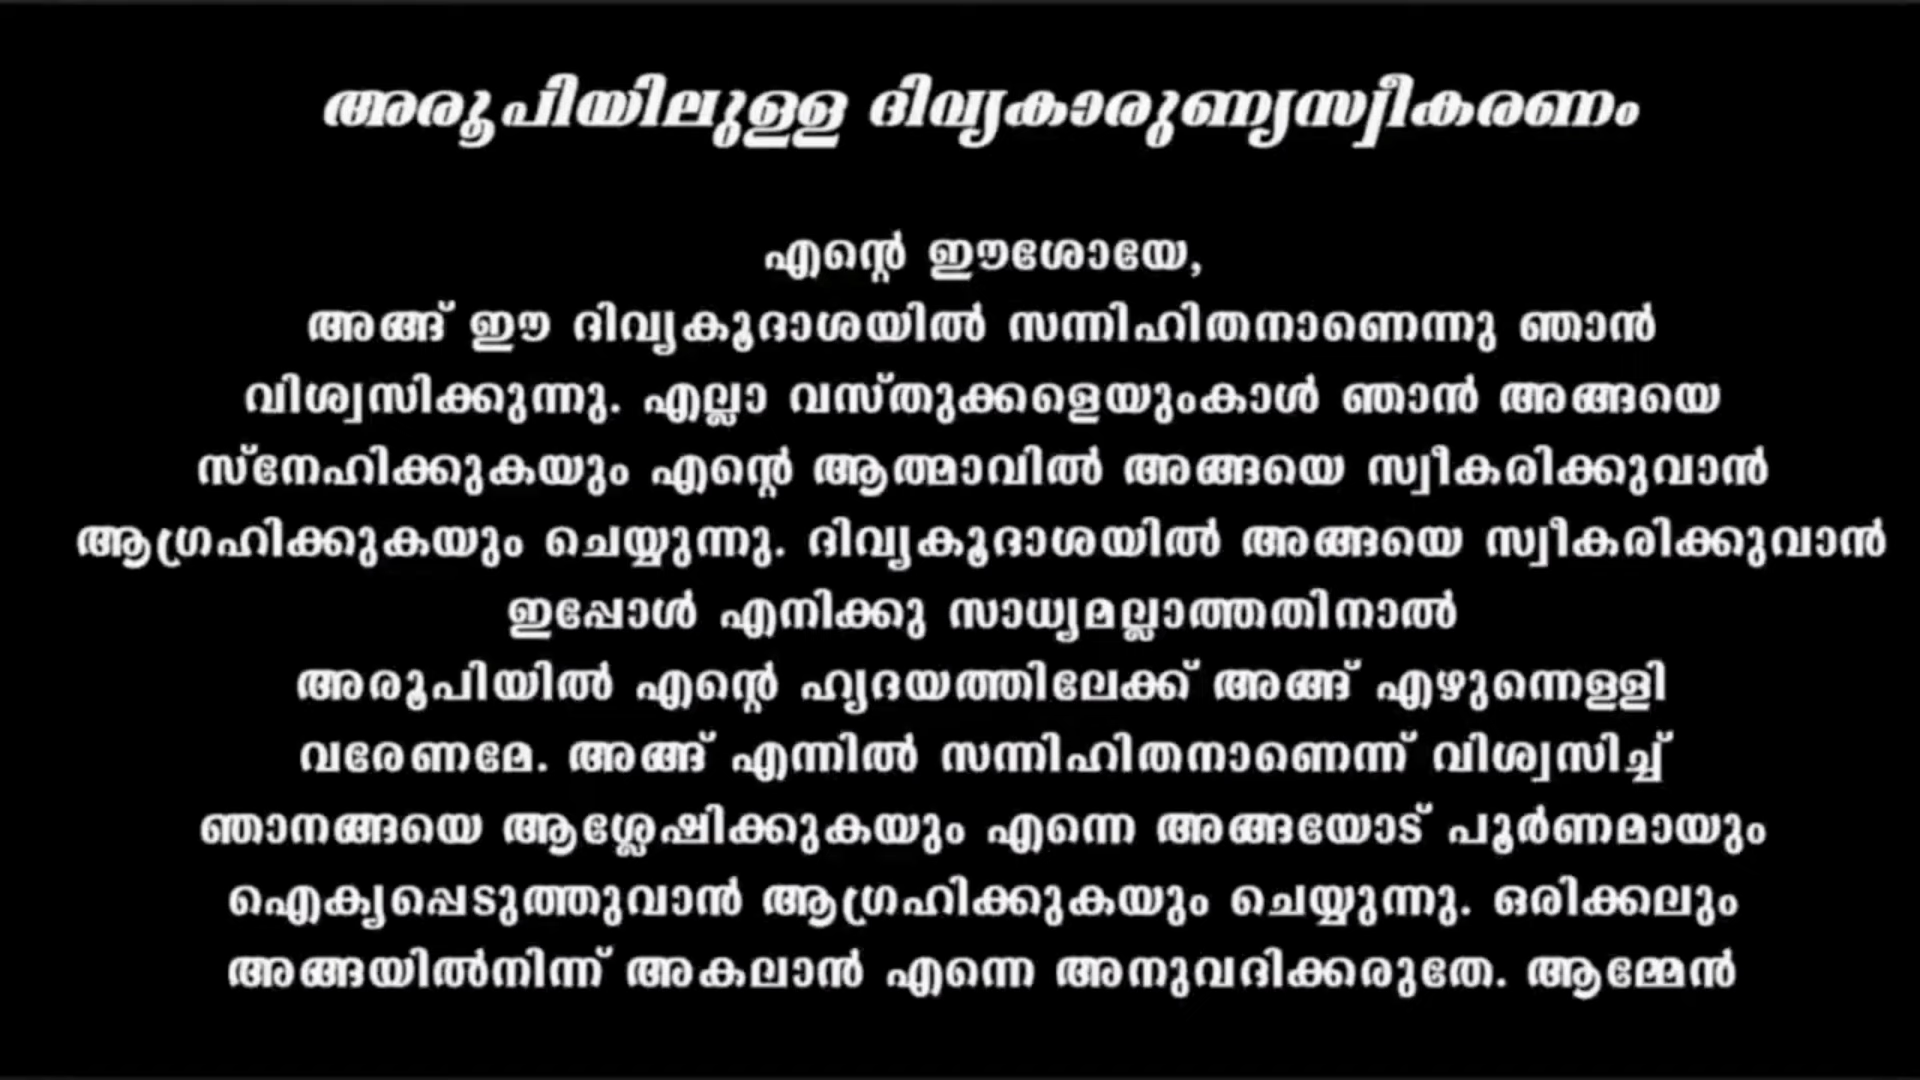 അരൂപിയിലുള്ള ദിവ്യകാരുണ്യസ്വീകരണം
എന്റെ ഈശോയേ,
അങ്ങ് ഈ ദിവ്യകൂദാശയിൽ സന്നിഹിതനാണെന്നു ഞാൻ
വിശ്വസിക്കുന്നു. എല്ലാ വസ്തുക്കളെയുംകാൾ ഞാൻ അങ്ങയെ
സ്നേഹിക്കുകയും എന്റെ ആത്മാവിൽ അങ്ങയെ സ്വീകരിക്കുവാൻ
ആഗ്രഹിക്കുകയും ചെയ്യുന്നു. ദിവ്യകൂദാശയിൽ അങ്ങയെ സ്വീകരിക്കുവാൻ
ഇപ്പോൾ എനിക്കു സാധ്യമല്ലാത്തതിനാൽ
അരൂപിയിൽ എന്റെ ഹൃദയത്തിലേക്ക് അങ്ങ് എഴുന്നെള്ളി
വരേണമേ. അങ്ങ് എന്നിൽ സന്നിഹിതനാണെന്ന് വിശ്വസിച്ച്
ഞാനങ്ങയെ ആശ്ലേഷിക്കുകയും എന്നെ അങ്ങയോട് പൂർണമായും
ഐക്യപ്പെടുത്തുവാൻ ആഗ്രഹിക്കുകയും ചെയ്യുന്നു. ഒരിക്കലും
അങ്ങയിൽനിന്ന് അകലാൻ എന്നെ അനുവദിക്കരുതേ. ആമ്മേൻ